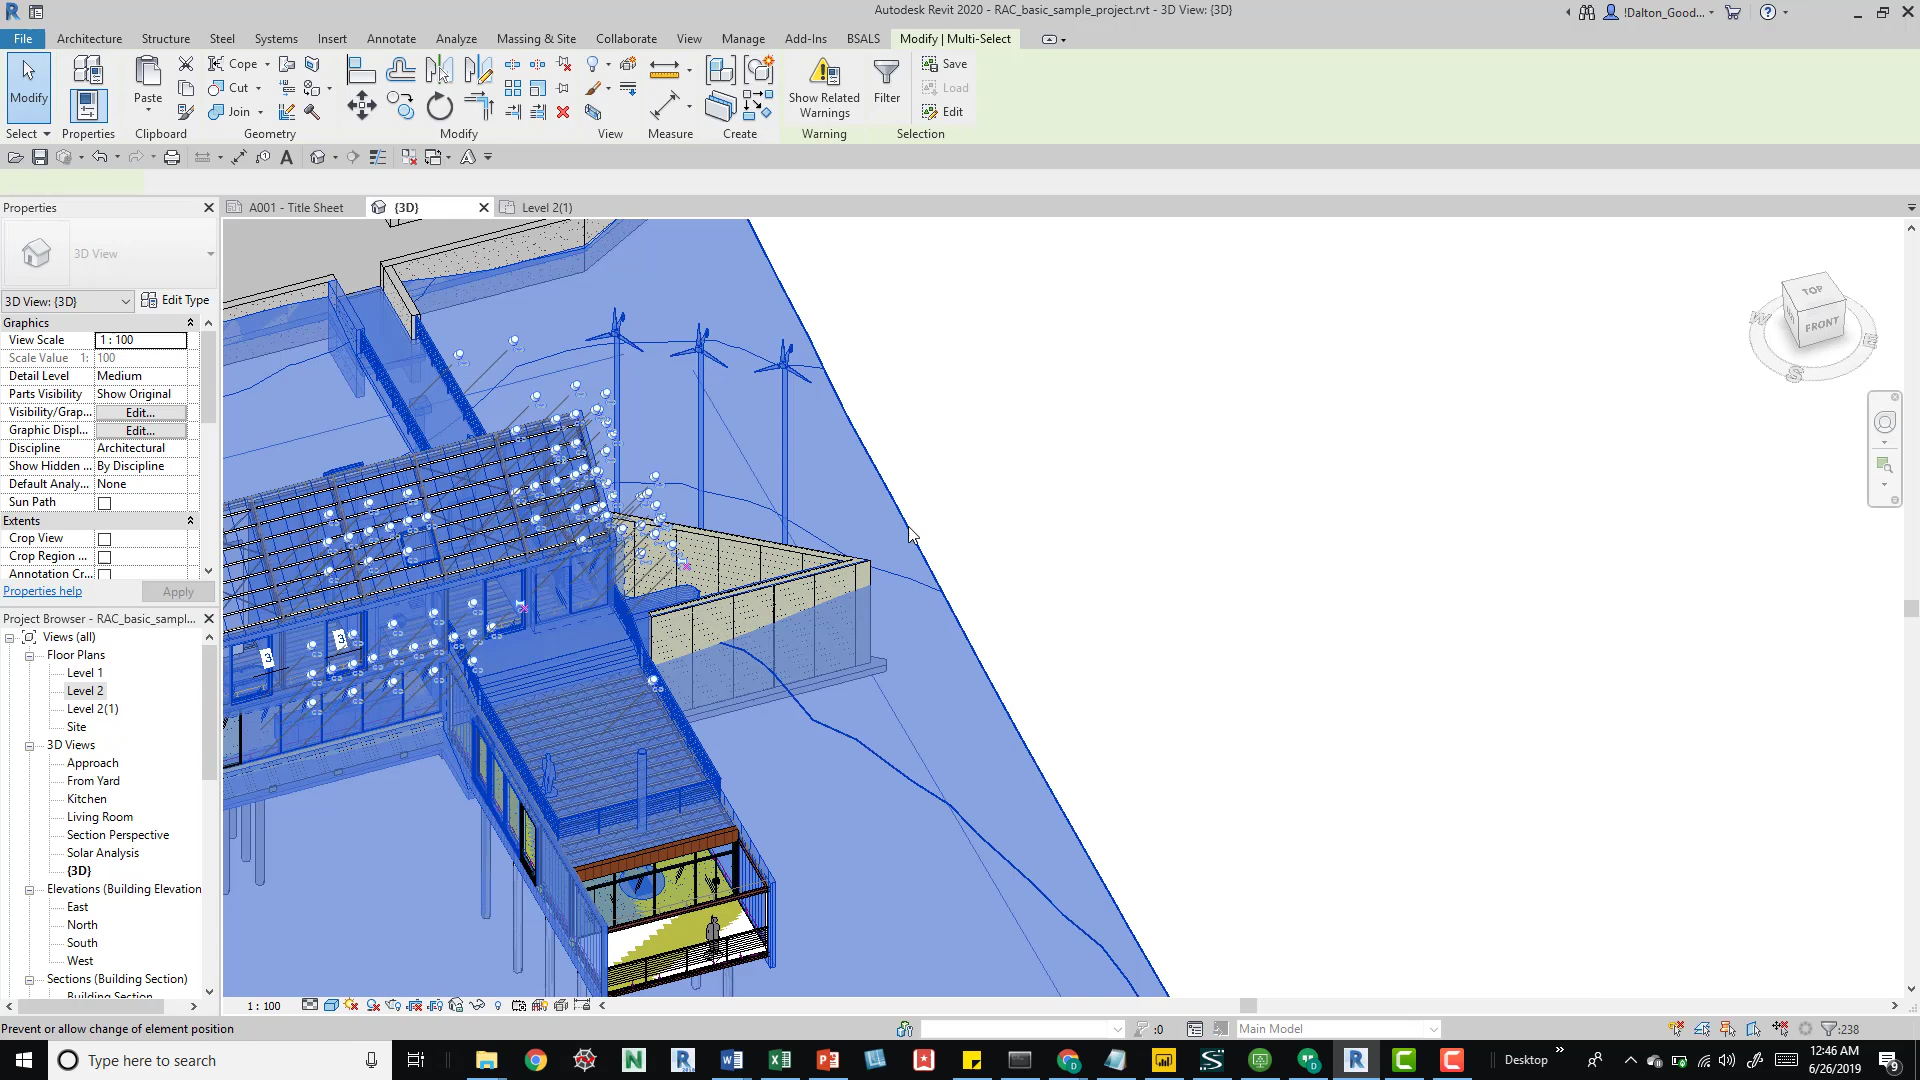 Autodesk Revit 2020 - RAC_basic_sample_project.rvt - 3D View: {3D}
!Dalton_Good...
File Architecture Structure Steel Systems Insert Annotate Analyze Massing & Site Collaborate View Manage Add-Ins BSALS Modify | Multi-Select
Modify
Paste
Cope
Cut
Join
Show Related
Warnings
Filter
Save
Load
Edit
Select Properties Clipboard Geometry Modify View Measure Create Warning Selection
Properties
A001 - Title Sheet
{3D}
Level 2(1)
3D View
3D View: {3D}
Edit Type
Graphics
View Scale 1 : 100
Scale Value 1: 100
Detail Level Medium
Parts Visibility Show Original
Visibility/Grap... Edit...
Graphic Displ... Edit...
Discipline Architectural
Show Hidden ... By Discipline
Default Analy... None
Sun Path
Extents
Crop View
Crop Region ...
Annotation Cr...
Properties help
Apply
Project Browser - RAC_basic_sampl...
Views (all)
Floor Plans
Level 1
Level 2
Level 2(1)
Site
3D Views
Approach
From Yard
Kitchen
Living Room
Section Perspective
Solar Analysis
{3D}
Elevations (Building Elevation
East
North
South
West
Sections (Building Section)
Building Section
TOP
FRONT
W
S
E
3
3
1 : 100
Prevent or allow change of element position
:0
Main Model
:238
Type here to search
Desktop
12:46 AM
6/26/2019
9